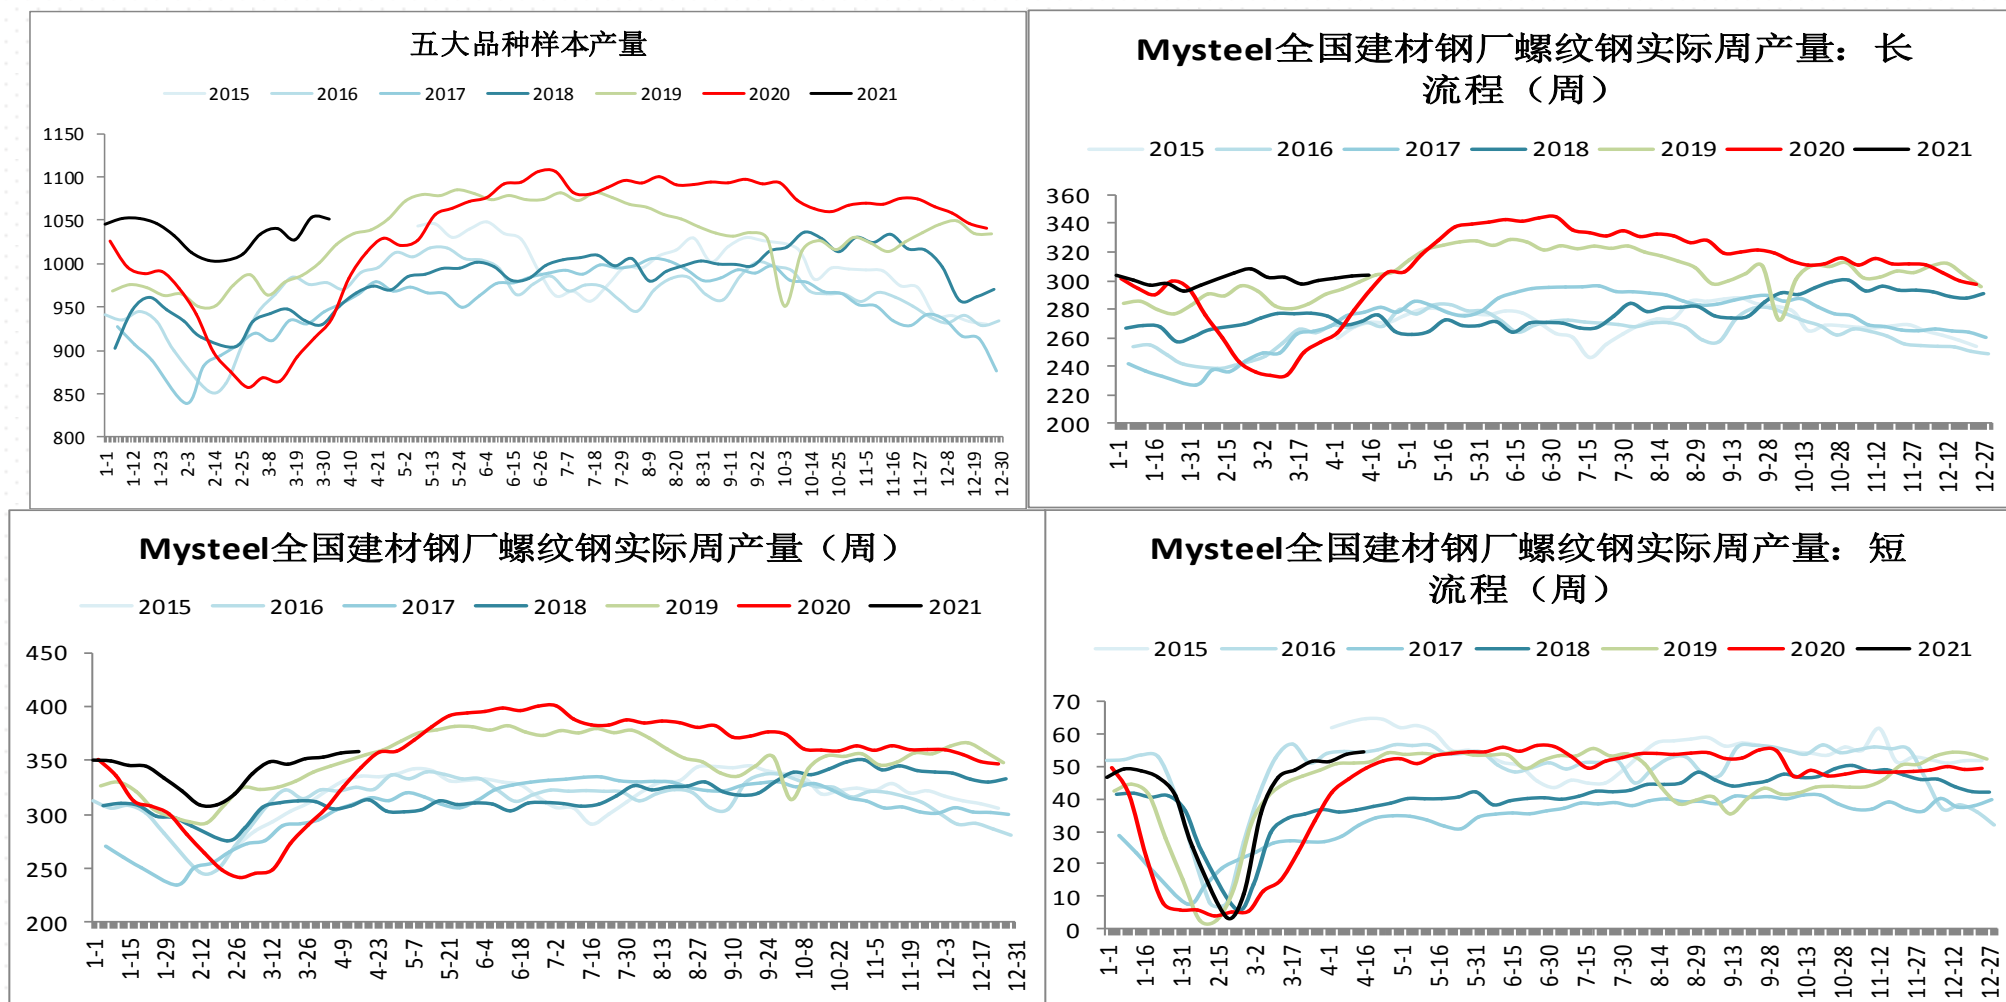 五大品种样本产量
2015 2016 2017 2018 2019 2020 2021
1150
1100
1050
1000
950
900
850
800
1-1 1-12 1-23 2-3 2-14 2-25 3-8 3-19 3-30 4-10 4-21 5-2 5-13 5-24 6-4 6-15 6-26 7-7 7-18 7-29 8-9 8-20 8-31 9-11 9-22 10-3 10-14 10-25 11-5 11-16 11-27 12-8 12-19 12-30
Mysteel全国建材钢厂螺纹钢实际周产量：长
流程（周）
2015 2016 2017 2018 2019 2020 2021
360
340
320
300
280
260
240
220
200
1-1 1-16 1-31 2-15 3-2 3-17 4-1 4-16 5-1 5-16 5-31 6-15 6-30 7-15 7-30 8-14 8-29 9-13 9-28 10-13 10-28 11-12 11-27 12-12 12-27
Mysteel全国建材钢厂螺纹钢实际周产量（周）
2015 2016 2017 2018 2019 2020 2021
450
400
350
300
250
200
1-1 1-15 1-29 2-12 2-26 3-12 3-26 4-9 4-23 5-7 5-21 6-4 6-18 7-2 7-16 7-30 8-13 8-27 9-10 9-24 10-8 10-22 11-5 11-19 12-3 12-17 12-31
Mysteel全国建材钢厂螺纹钢实际周产量：短
流程（周）
2015 2016 2017 2018 2019 2020 2021
70
60
50
40
30
20
10
0
1-1 1-16 1-31 2-15 3-2 3-17 4-1 4-16 5-1 5-16 5-31 6-15 6-30 7-15 7-30 8-14 8-29 9-13 9-28 10-13 10-28 11-12 11-27 12-12 12-27